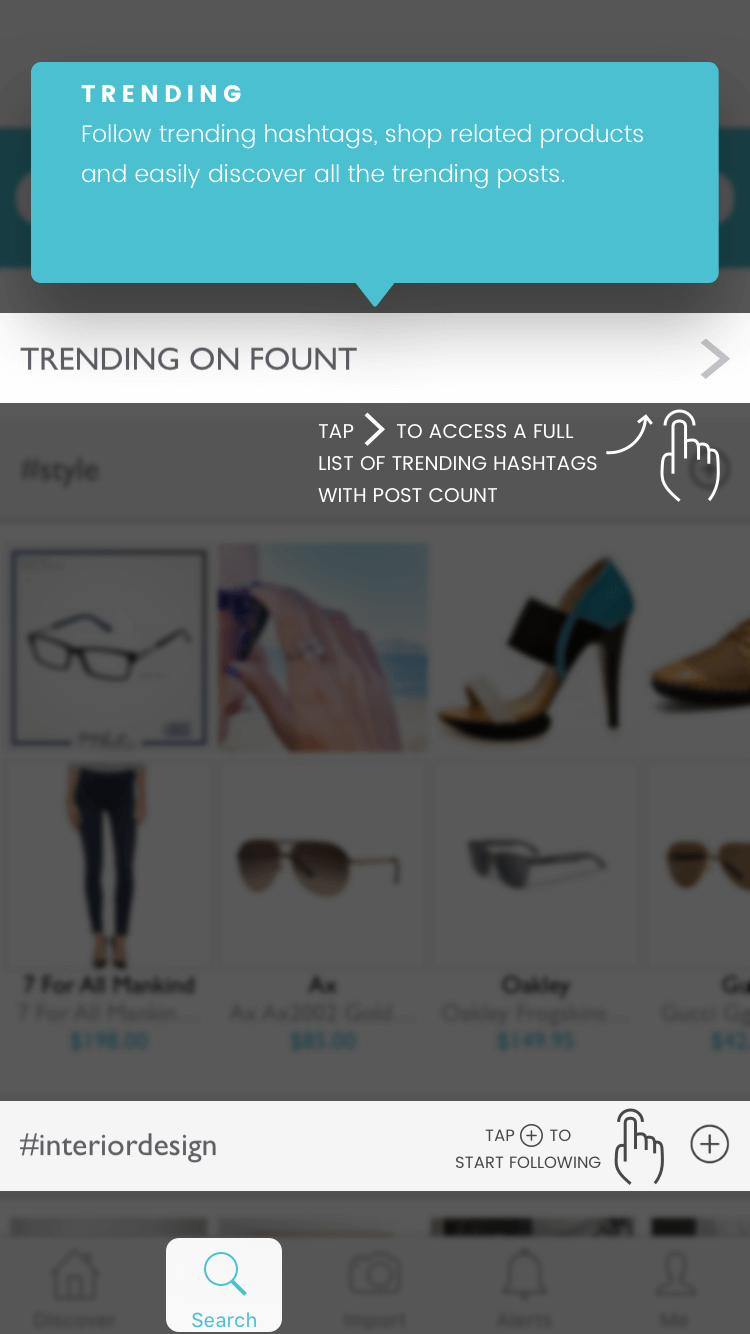 TRENDING
Follow trending hashtags, shop related products
and easily discover all the trending posts.
TRENDING ON FOUNT
TAP > TO ACCESS A FULL
LIST OF TRENDING HASHTAGS
WITH POST COUNT
#style
7 For All Mankind Ax Oakley
7 For All Mankin... Ax Ax2002 Gold... Oakley Frogskins... Gucci
$198.00 $85.00 $149.95
#interiordesign
TAP ⊕ TO
START FOLLOWING
Discover Search Import Alerts Me